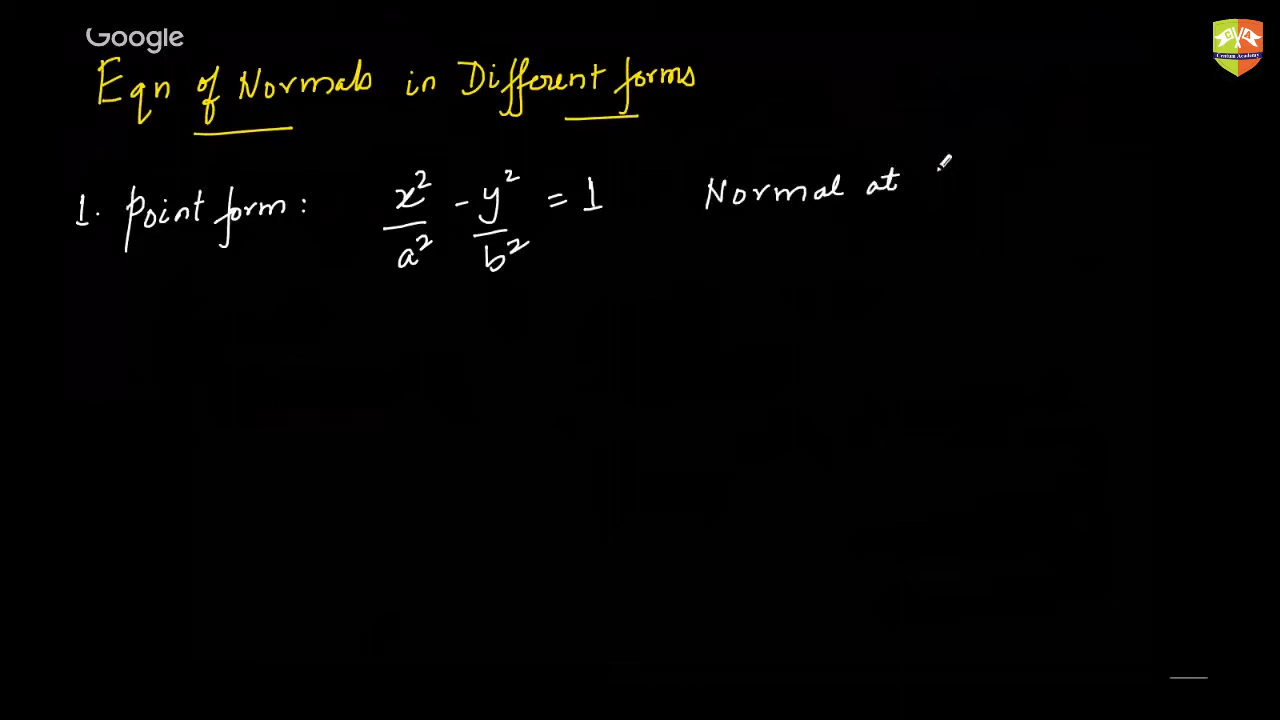 Google
Eqn of Normals in Different forms
1. Point form: x²/a² - y²/b² = 1 Normal at